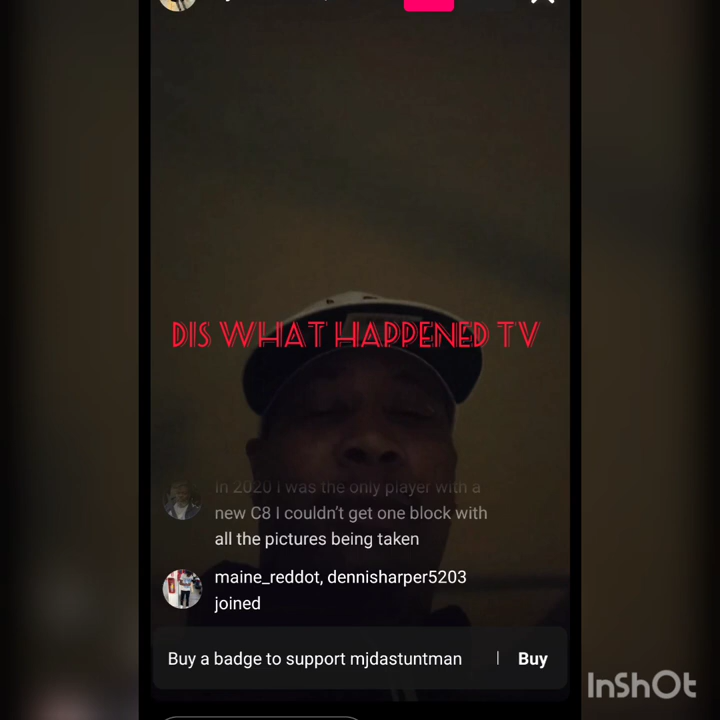 DIS WHAT HAPPENED TV
In 2020 I was the only player with a
new C8 I couldn't get one block with
all the pictures being taken
maine_reddot, dennisharper5203
joined
Buy a badge to support mjdastuntman | Buy
InShOt